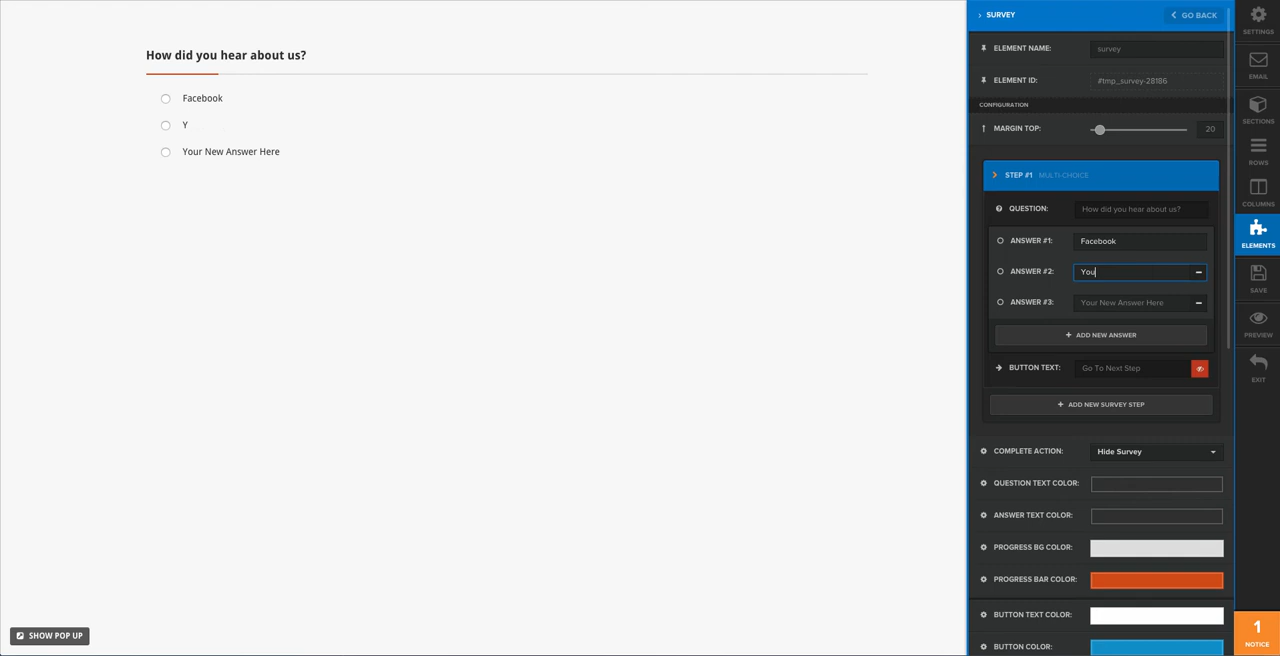 How did you hear about us?
Facebook
Y
Your New Answer Here
SHOW POP UP
SURVEY
GO BACK
ELEMENT NAME: survey
ELEMENT ID: #tmp_survey-28186
CONFIGURATION
MARGIN TOP: 20
STEP #1 MULTI-CHOICE
QUESTION: How did you hear about us?
ANSWER #1: Facebook
ANSWER #2: You
ANSWER #3: Your New Answer Here
+ ADD NEW ANSWER
BUTTON TEXT: Go To Next Step
+ ADD NEW SURVEY STEP
COMPLETE ACTION: Hide Survey
QUESTION TEXT COLOR:
ANSWER TEXT COLOR:
PROGRESS BG COLOR:
PROGRESS BAR COLOR:
BUTTON TEXT COLOR:
BUTTON COLOR:
SETTINGS
EMAIL
SECTIONS
ROWS
COLUMNS
ELEMENTS
SAVE
PREVIEW
EXIT
1
NOTICE